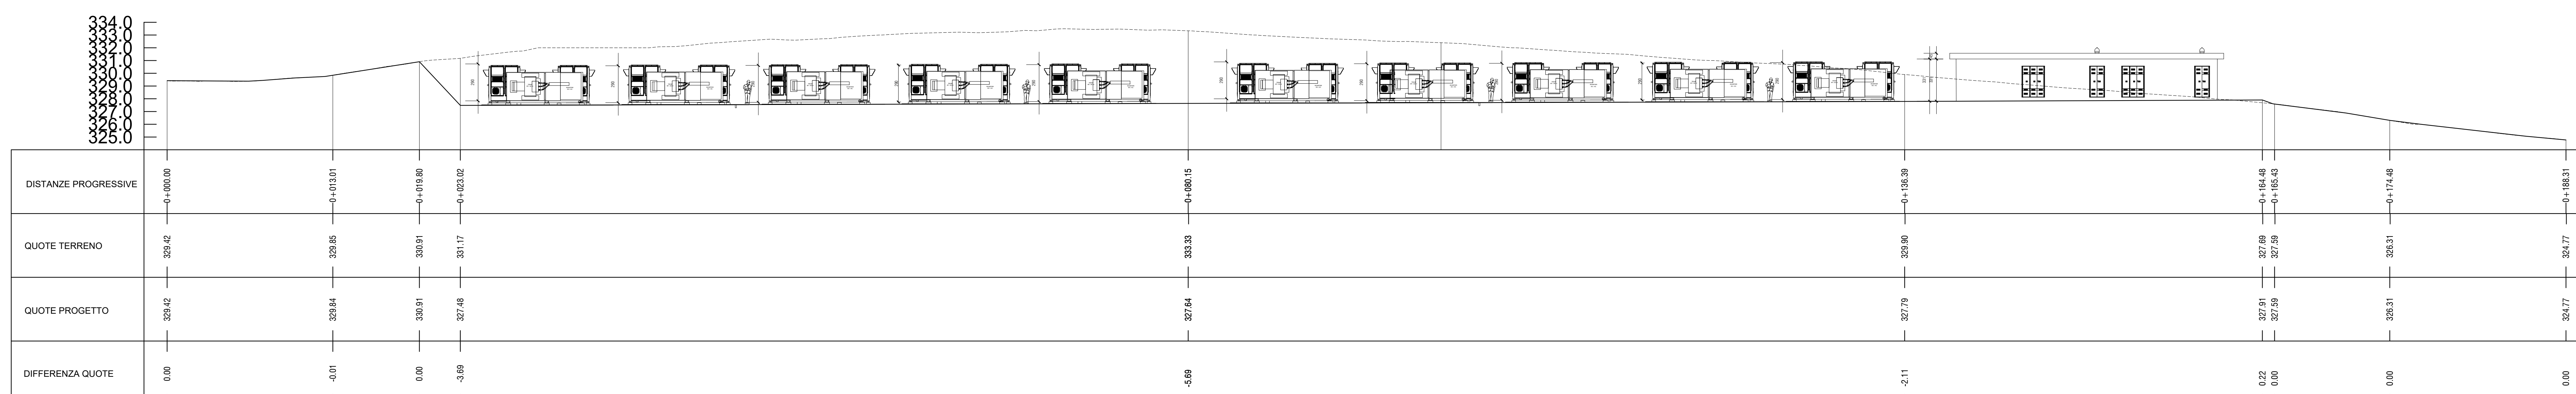 334.0
333.0
332.0
331.0
330.0
329.0
328.0
327.0
326.0
325.0
DISTANZE PROGRESSIVE
0+000.00 0+013.01 0+019.80 0+023.02 0+080.15 0+136.39 0+164.48 0+165.43 0+174.48 0+188.31
QUOTE TERRENO
329.42 329.85 330.91 331.17 333.33 329.90 327.69 327.59 326.31 324.77
QUOTE PROGETTO
329.42 329.84 330.91 327.48 327.64 327.79 327.91 327.59 326.31 324.77
DIFFERENZA QUOTE
0.00 -0.01 0.00 -3.69 -5.69 -2.11 0.22 0.00 0.00 0.00